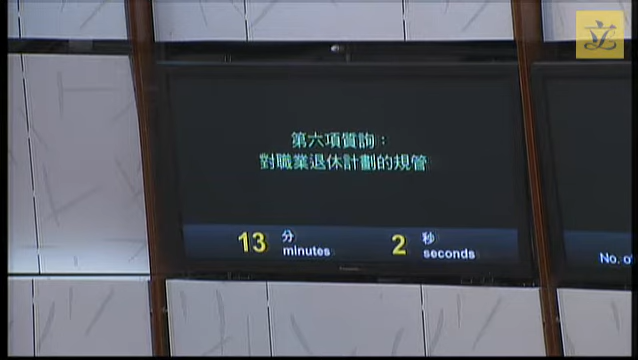 第六項質詢：
對職業退休計劃的規管
13 分 minutes 2 秒 seconds
No. o